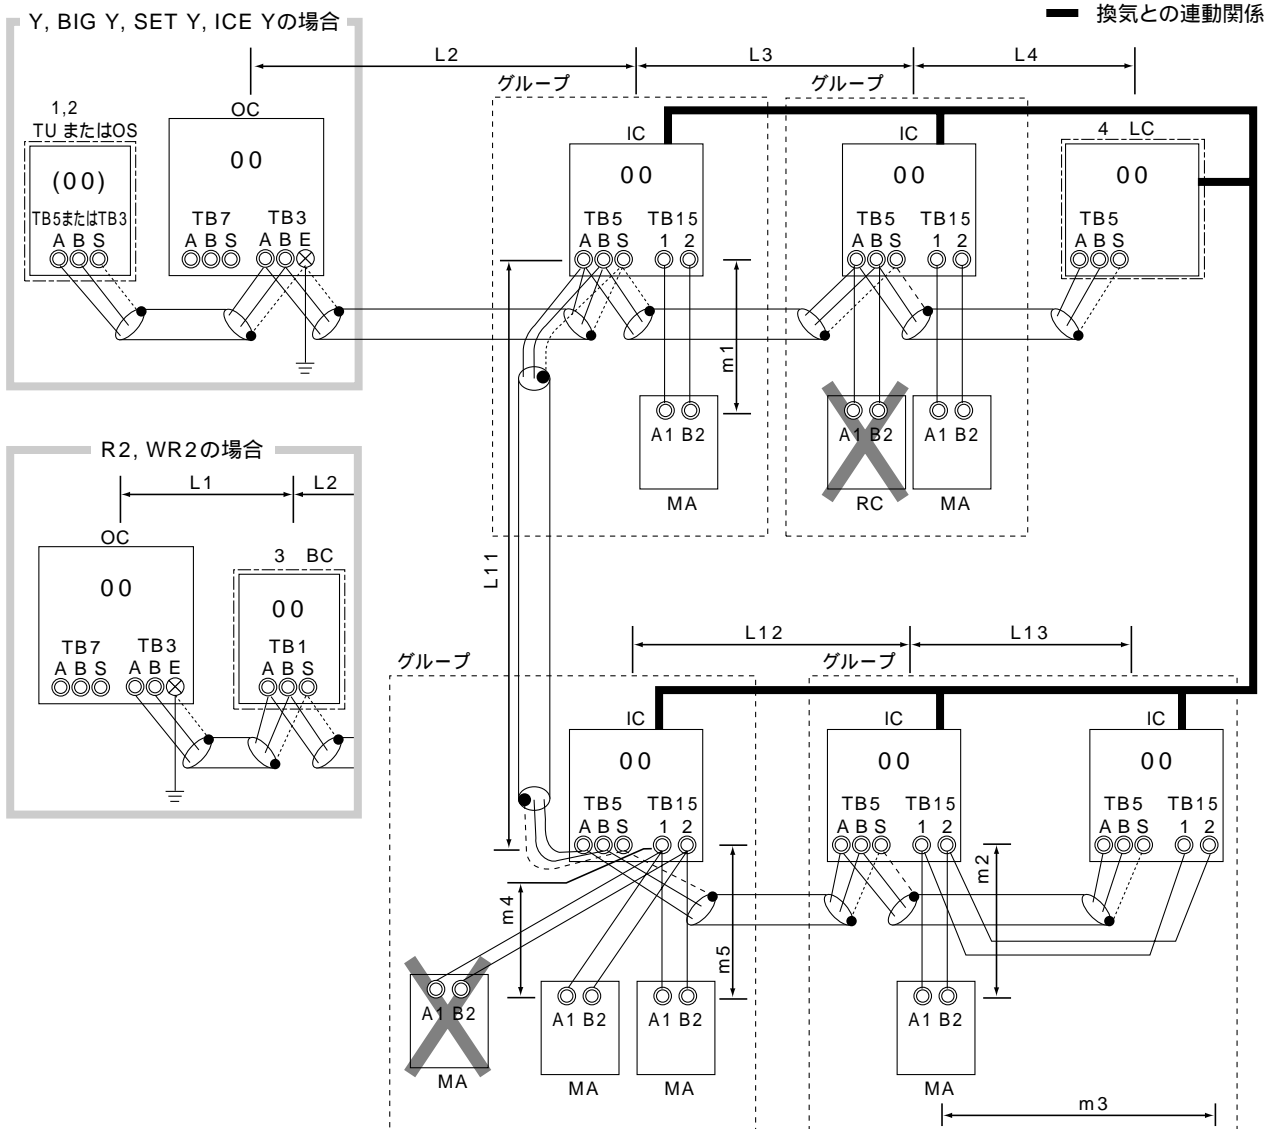 換気との連動関係
Y, BIG Y, SET Y, ICE Yの場合
L2 L3 L4
グループ グループ
1,2
TU またはOS
OC
IC IC 4 LC
(00) 00 00 00 00
TB5またはTB3 TB7 TB3 TB5 TB15 TB5 TB15 TB5
A B S A B S A B E A B S 1 2 A B S 1 2 A B S
m1
A1 B2 A1 B2 A1 B2
MA RC MA
R2, WR2の場合
L1 L2
OC 3 BC
00 00
TB7 TB3 TB1
A B S A B E A B S
L11
L12 L13
グループ グループ
IC IC IC
00 00 00
TB5 TB15 TB5 TB15 TB5 TB15
A B S 1 2 A B S 1 2 A B S 1 2
m4 m5 m2
A1 B2 A1 B2 A1 B2 A1 B2
MA MA MA MA
m3